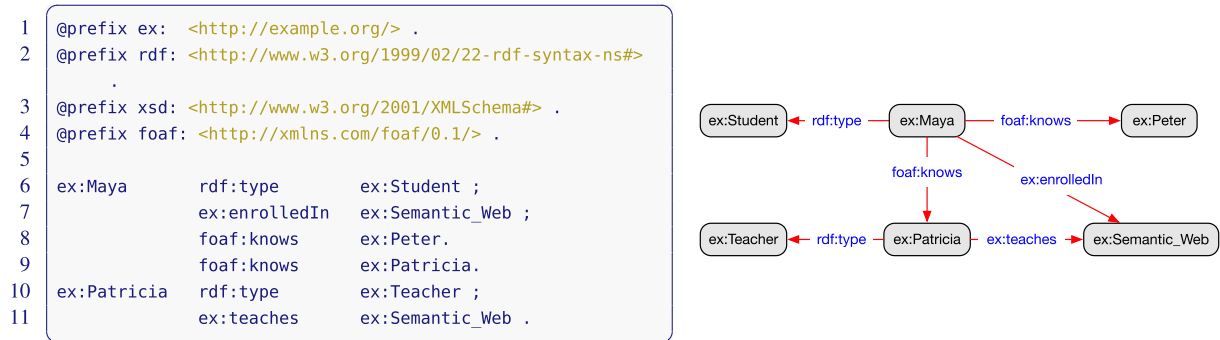 1 @prefix ex:  <http://example.org/> .
2 @prefix rdf: <http://www.w3.org/1999/02/22-rdf-syntax-ns#>
.
3 @prefix xsd: <http://www.w3.org/2001/XMLSchema#> .
4 @prefix foaf: <http://xmlns.com/foaf/0.1/> .
5
6 ex:Maya       rdf:type        ex:Student ;
7               ex:enrolledIn   ex:Semantic_Web ;
8               foaf:knows      ex:Peter.
9               foaf:knows      ex:Patricia.
10 ex:Patricia   rdf:type        ex:Teacher ;
11               ex:teaches      ex:Semantic_Web .
ex:Student rdf:type ex:Maya foaf:knows ex:Peter
foaf:knows
ex:enrolledIn
ex:Teacher rdf:type ex:Patricia ex:teaches ex:Semantic_Web